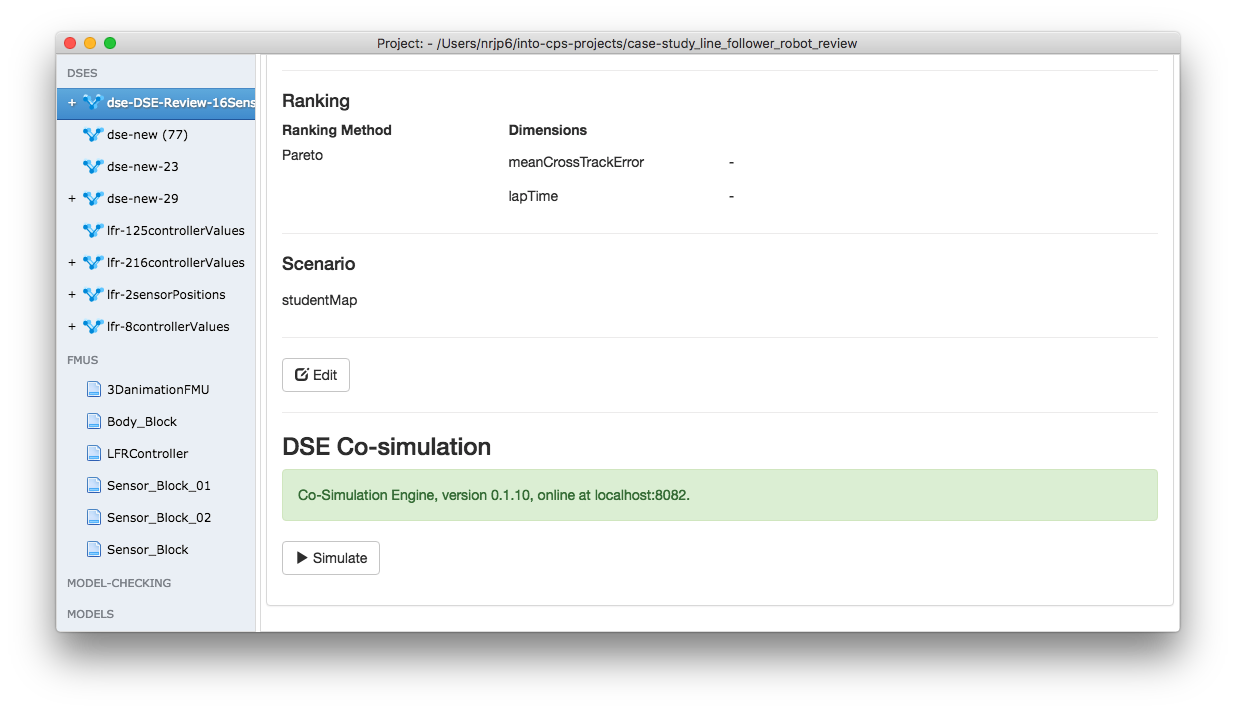 Project: - /Users/nrjp6/into-cps-projects/case-study_line_follower_robot_review
DSES
+ dse-DSE-Review-16Sens
dse-new (77)
dse-new-23
+ dse-new-29
lfr-125controllerValues
+ lfr-216controllerValues
+ lfr-2sensorPositions
+ lfr-8controllerValues
FMUS
3DanimationFMU
Body_Block
LFRController
Sensor_Block_01
Sensor_Block_02
Sensor_Block
MODEL-CHECKING
MODELS
Ranking
Ranking Method Dimensions
Pareto
meanCrossTrackError -
lapTime -
Scenario
studentMap
Edit
DSE Co-simulation
Co-Simulation Engine, version 0.1.10, online at localhost:8082.
Simulate